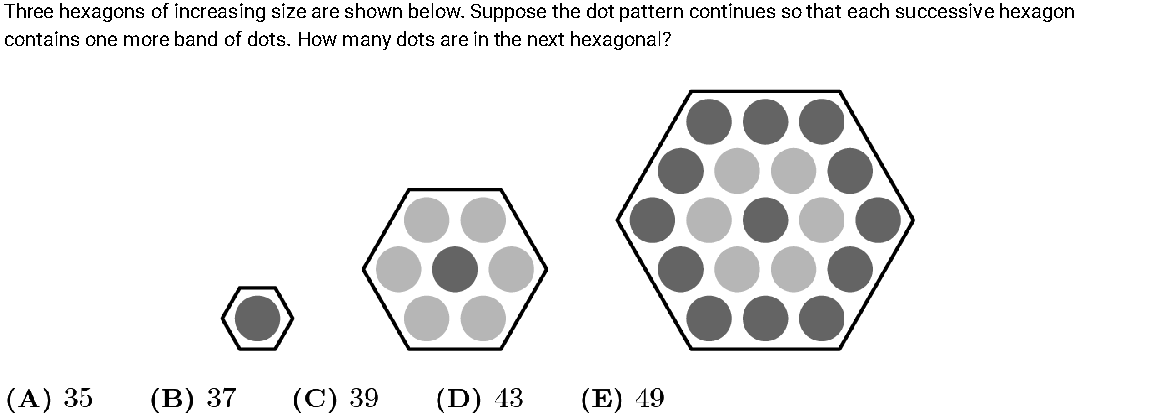 Three hexagons of increasing size are shown below. Suppose the dot pattern continues so that each successive hexagon
contains one more band of dots. How many dots are in the next hexagonal?
(A) 35 (B) 37 (C) 39 (D) 43 (E) 49